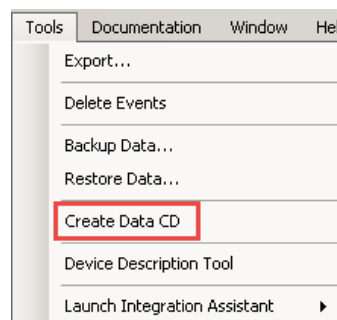 Tools Documentation Window Hel
Export...
Delete Events
Backup Data...
Restore Data...
Create Data CD
Device Description Tool
Launch Integration Assistant